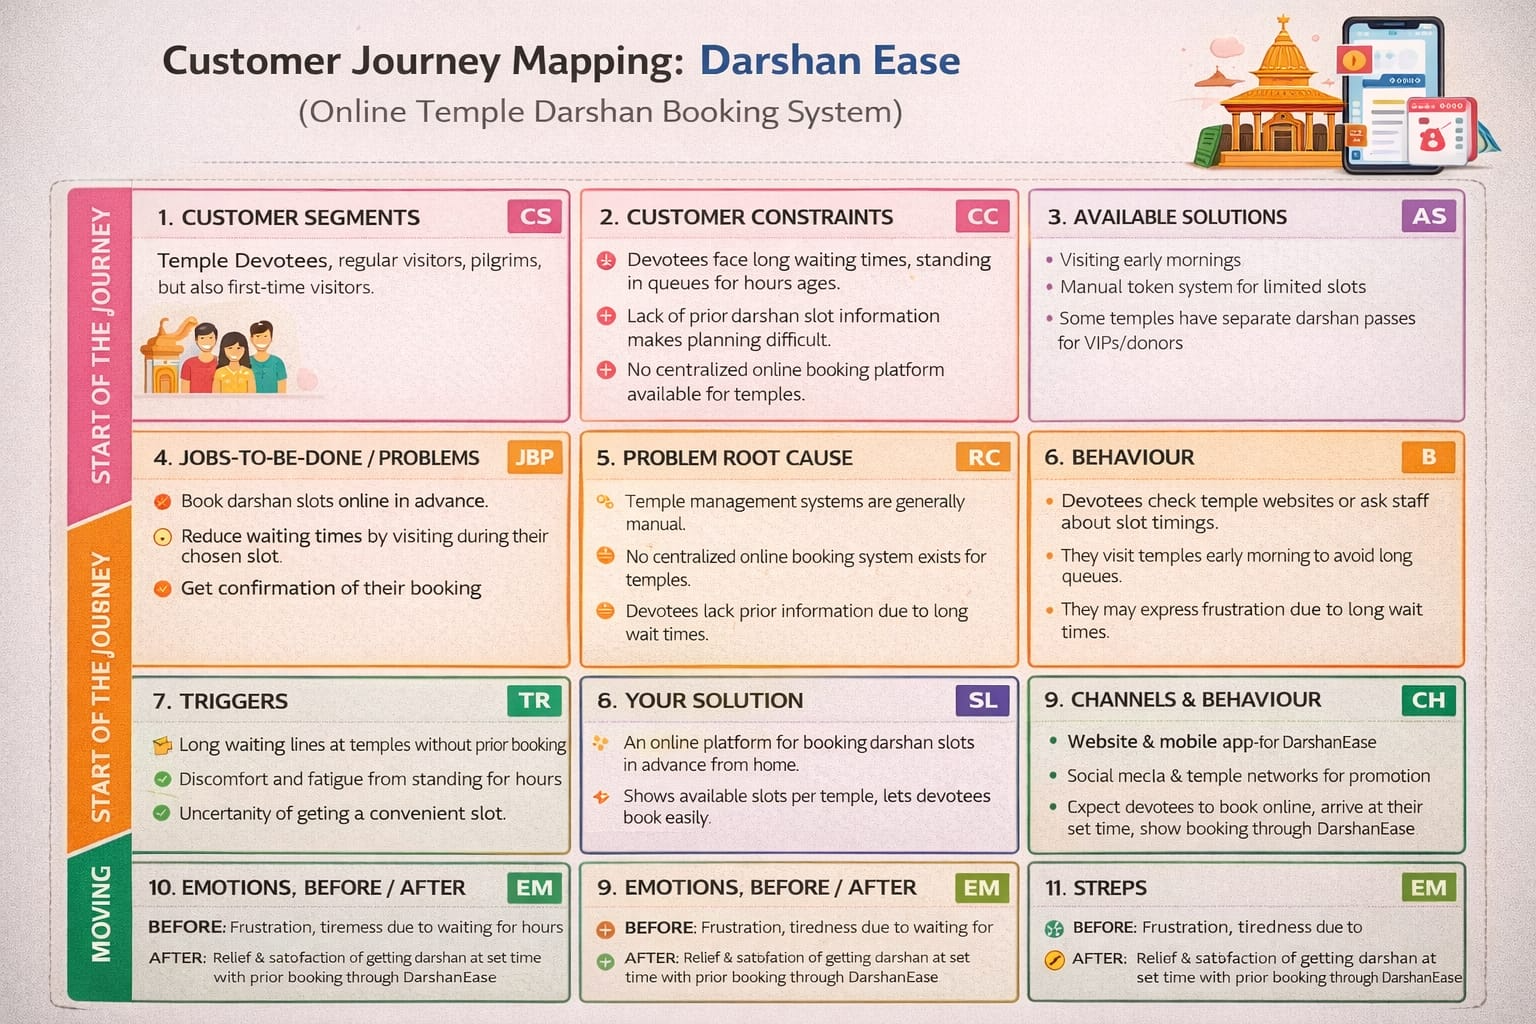 Customer Journey Mapping: Darshan Ease
(Online Temple Darshan Booking System)
START OF THE JOURNEY
1. CUSTOMER SEGMENTS
CS
Temple Devotees, regular visitors, pilgrims,
but also first-time visitors.
2. CUSTOMER CONSTRAINTS
CC
Devotees face long waiting times, standing
in queues for hours ages.
Lack of prior darshan slot information
makes planning difficult.
No centralized online booking platform
available for temples.
3. AVAILABLE SOLUTIONS
AS
• Visiting early mornings
• Manual token system for limited slots
• Some temples have separate darshan passes
for VIPs/donors
START OF THE JOUSNEY
4. JOBS-TO-BE-DONE / PROBLEMS
JBP
Book darshan slots online in advance.
Reduce waiting times by visiting during their
chosen slot.
Get confirmation of their booking
5. PROBLEM ROOT CAUSE
RC
Temple management systems are generally
manual.
No centralized online booking system exists for
temples.
Devotees lack prior information due to long
wait times.
6. BEHAVIOUR
B
• Devotees check temple websites or ask staff
about slot timings.
• They visit temples early morning to avoid long
queues.
• They may express frustration due to long wait
times.
7. TRIGGERS
TR
Long waiting lines at temples without prior booking
Discomfort and fatigue from standing for hours
Uncertanity of geting a convenient slot.
6. YOUR SOLUTION
SL
An online platform for booking darshan slots
in advance from home.
Shows available slots per temple, lets devotees
book easily.
9. CHANNELS & BEHAVIOUR
CH
• Website & mobile app-for DarshanEase
• Social mecla & temple networks for promotion
• Expect devotees to book online, arrive at their
set time, show booking through DarshanEase
MOVING
10. EMOTIONS, BEFORE / AFTER
EM
BEFORE: Frustration, tiremess due to waiting for hours
AFTER: Relief & satofaction of getting darshan at set time
with prior booking through DarshanEase
9. EMOTIONS, BEFORE / AFTER
EM
BEFORE: Frustration, tiredness due to waiting for
AFTER: Relief & satbfation of getting darshan at set
time with prior booking through DarshanEase
11. STREPS
EM
BEFORE: Frustration, tiredness due to
AFTER: Relief & satbfaction of getting darshan at
set time with prior booking through DarshanEase